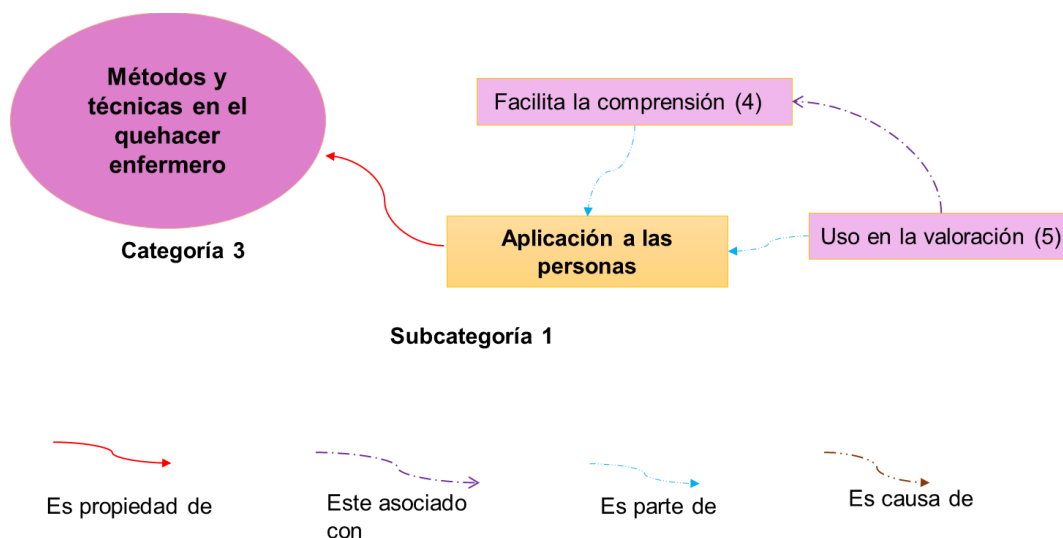 Métodos y
técnicas en el
quehacer
enfermero
Categoría 3
Facilita la comprensión (4)
Aplicación a las
personas
Uso en la valoración (5)
Subcategoría 1
Es propiedad de
Este asociado
con
Es parte de
Es causa de